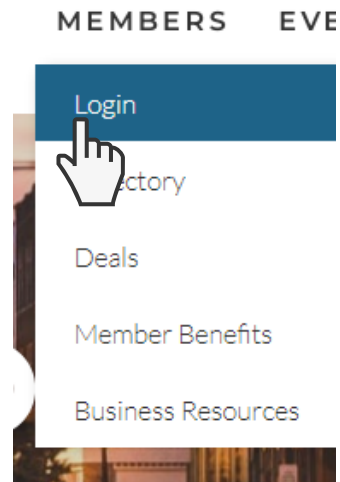 MEMBERS EVE
Login
ectory
Deals
Member Benefits
Business Resources